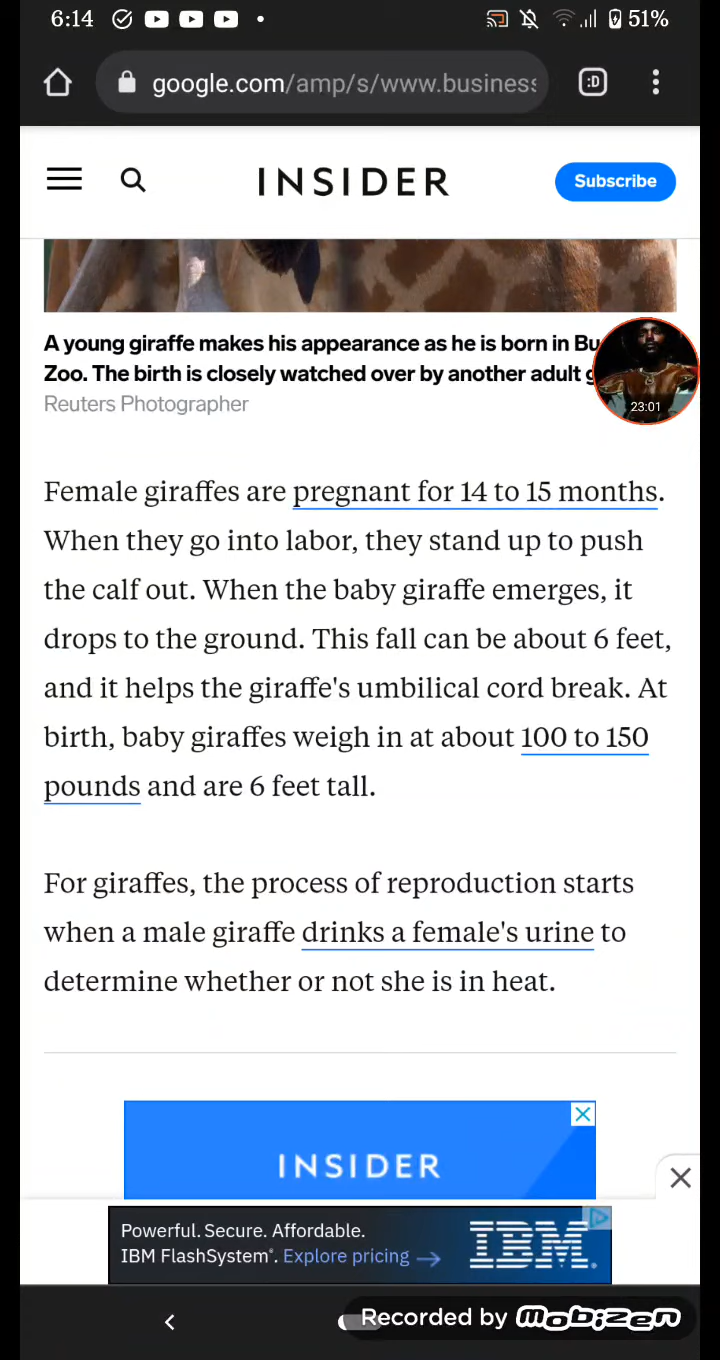 6:14 51%
google.com/amp/s/www.business
:D
INSIDER
Subscribe
A young giraffe makes his appearance as he is born in
Zoo. The birth is closely watched over by another adult
23:01
Reuters Photographer
Female giraffes are pregnant for 14 to 15 months.
When they go into labor, they stand up to push
the calf out. When the baby giraffe emerges, it
drops to the ground. This fall can be about 6 feet,
and it helps the giraffe's umbilical cord break. At
birth, baby giraffes weigh in at about 100 to 150
pounds and are 6 feet tall.
For giraffes, the process of reproduction starts
when a male giraffe drinks a female's urine to
determine whether or not she is in heat.
INSIDER
Powerful. Secure. Affordable.
IBM FlashSystem®. Explore pricing →
IBM.
Recorded by mobizen